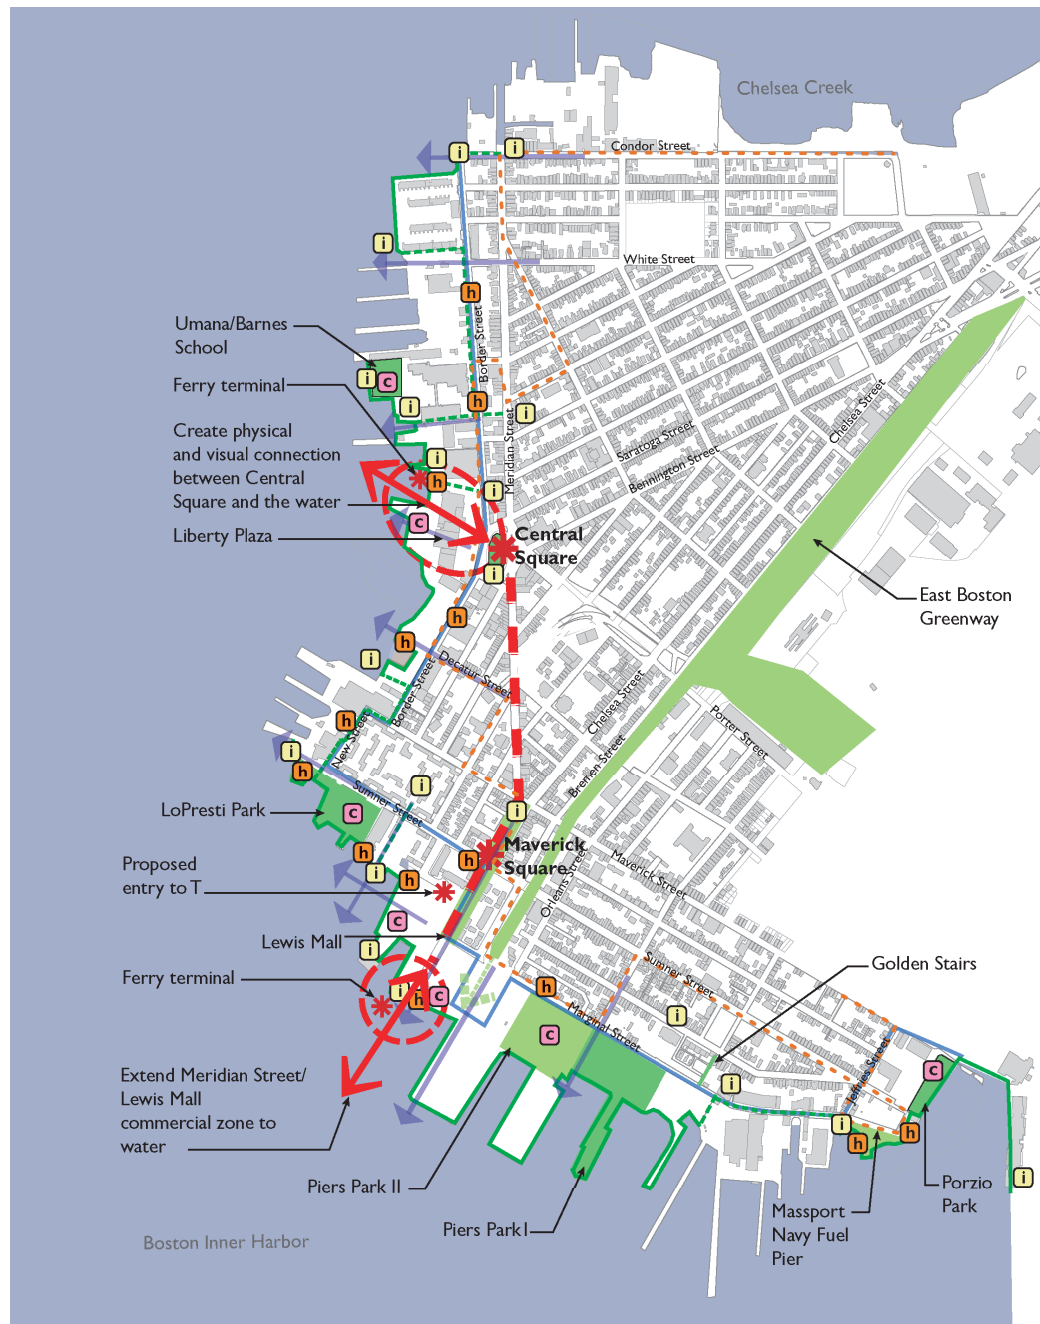 Chelsea Creek
i
i
Condor Street
i
White Street
h
Umana/Barnes
School
Border Street
i
c
Ferry terminal
i
h
i
Meridian Street
Chelsea Street
Create physical
and visual connection
between Central
Square and the water
Saratoga Street
Bennington Street
i
h
i
c
Liberty Plaza
Central
Square
i
East Boston
Greenway
h
h
i
Decatur Street
Border Street
Chelsea Street
h
New Street
Porter Street
i
h
Bremen Street
i
Sumner Street
LoPresti Park
c
i
Maverick
Square
h
h
Proposed
entry to T
i
h
Orleans Street
Maverick Street
c
Lewis Mall
i
Ferry terminal
i
h
c
Sumner Street
Golden Stairs
h
Marginal Street
c
i
Jeffries Street
c
Extend Meridian Street/
Lewis Mall
commercial zone to
water
i
i
h
h
Piers Park II
i
Porzio
Park
Piers Park I
Massport
Navy Fuel
Pier
Boston Inner Harbor